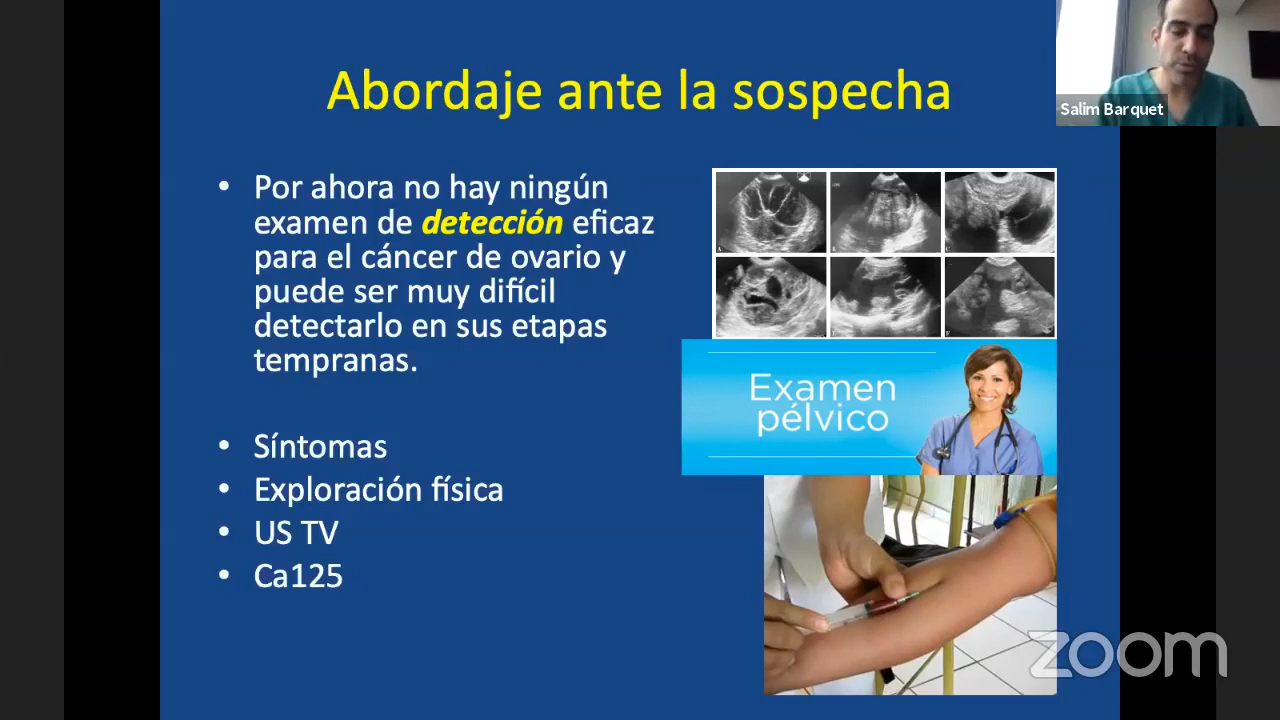 Abordaje ante la sospecha
Salim Barquet
• Por ahora no hay ningún
examen de detección eficaz
para el cáncer de ovario y
puede ser muy difícil
detectarlo en sus etapas
tempranas.
• Síntomas
• Exploración física
• US TV
• Ca125
Examen
pélvico
zoom